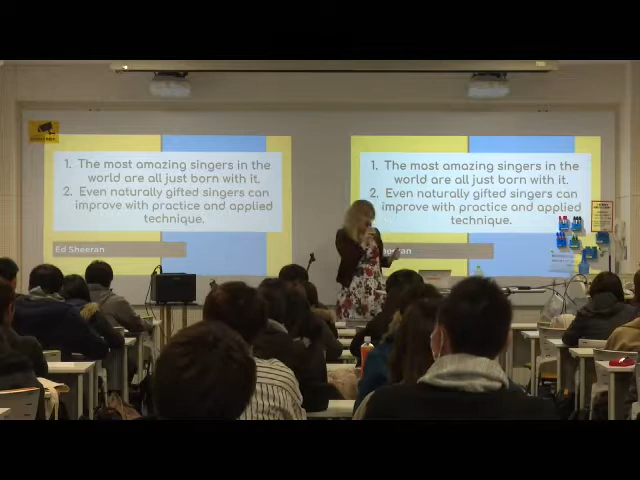 1. The most amazing singers in the
world are all just born with it.
2. Even naturally gifted singers can
improve with practice and applied
technique.
Ed Sheeran
1. The most amazing singers in the
world are all just born with it.
2. Even naturally gifted singers can
improve with practice and applied
technique.